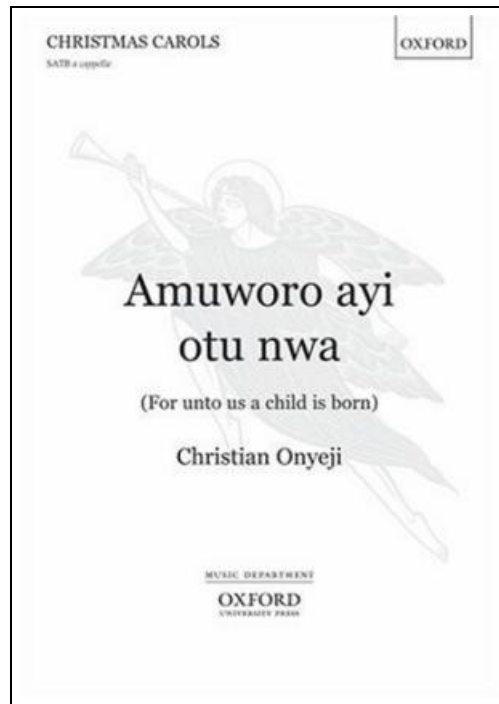 CHRISTMAS CAROLS
OXFORD
SATB a cappella
Amuworo ayi
otu nwa
(For unto us a child is born)
Christian Onyeji
MUSIC DEPARTMENT
OXFORD
UNIVERSITY PRESS